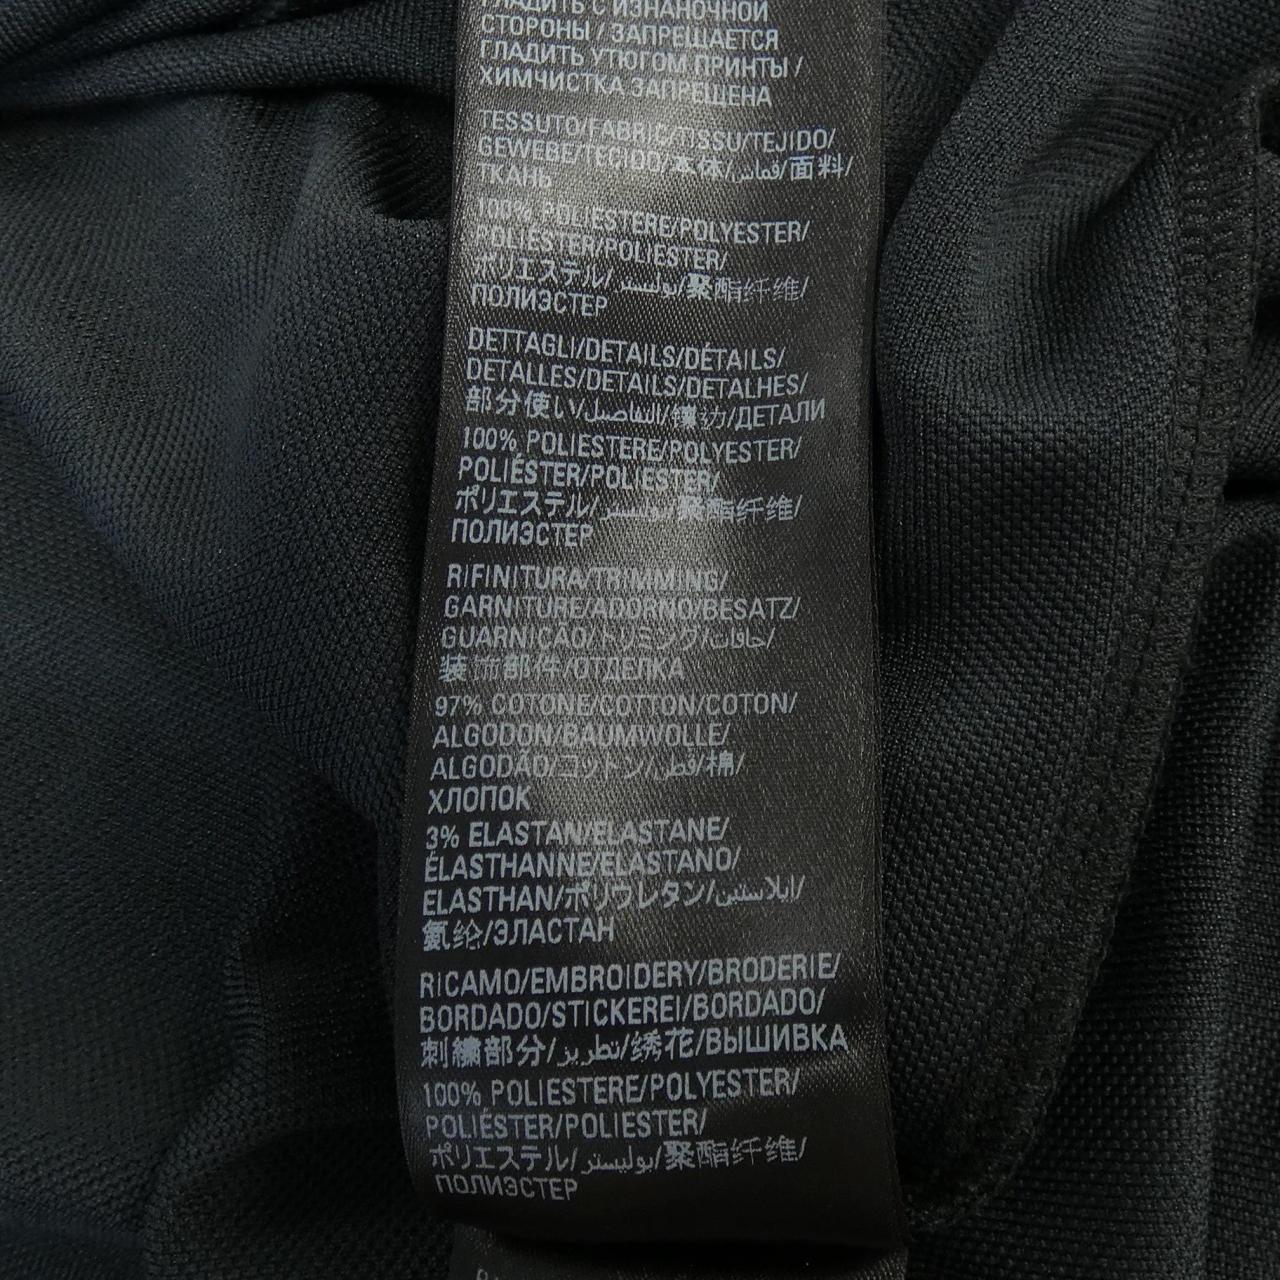 ГЛАДИТЬ С ИЗНАНОЧНОЙ
СТОРОНЫ / ЗАПРЕЩАЕТСЯ
ГЛАДИТЬ УТЮГОМ ПРИНТЫ /
ХИМЧИСТКА ЗАПРЕЩЕНА
TESSUTO/FABRIC/TISSU/TEJIDO/
GEWEBE/TECIDO/本体/قماش/面料/
ТКАНЬ
100% POLIESTERE/POLYESTER/
POLIÉSTER/POLIESTER/
ポリエステル/بوليستر/聚酯纤维/
ПОЛИЭСТЕР
DETTAGLI/DETAILS/DÉTAILS/
DETALLES/DETAILS/DETALHES/
部分使い/التفاصيل/镶边/ДЕТАЛИ
100% POLIESTERE/POLYESTER/
POLIÉSTER/POLIESTER/
ポリエステル/بوليستر/聚酯纤维/
ПОЛИЭСТЕР
RIFINITURA/TRIMMING/
GARNITURE/ADORNO/BESATZ/
GUARNICÃO/トリミング/حافات/
装饰部件/ОТДЕЛКА
97% COTONE/COTTON/COTON/
ALGODÓN/BAUMWOLLE/
ALGODÃO/コットン/قطن/棉/
ХЛОПОК
3% ELASTAN/ELASTANE/
ÉLASTHANNE/ELASTANO/
ELASTHAN/ポリウレタン/إيلاستين/
氨纶/ЭЛАСТАН
RICAMO/EMBROIDERY/BRODERIE/
BORDADO/STICKEREI/BORDADO/
刺繍部分/تطريز/绣花/ВЫШИВКА
100% POLIESTERE/POLYESTER/
POLIÉSTER/POLIESTER/
ポリエステル/بوليستر/聚酯纤维/
ПОЛИЭСТЕР